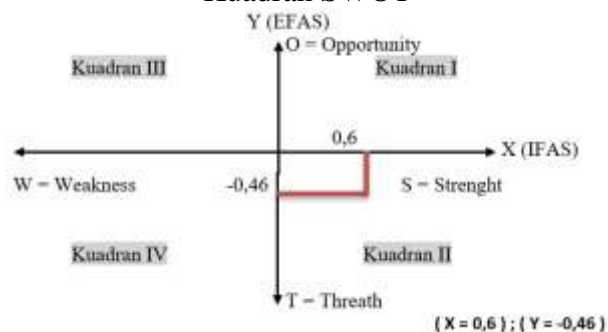 Kuadran SWOT
Y (EFAS)
O = Opportunity
Kuadran III
Kuadran I
0,6
X (IFAS)
W = Weakness
-0,46
S = Strenght
Kuadran IV
Kuadran II
T = Threath
( X = 0,6 ) ; ( Y = -0,46 )